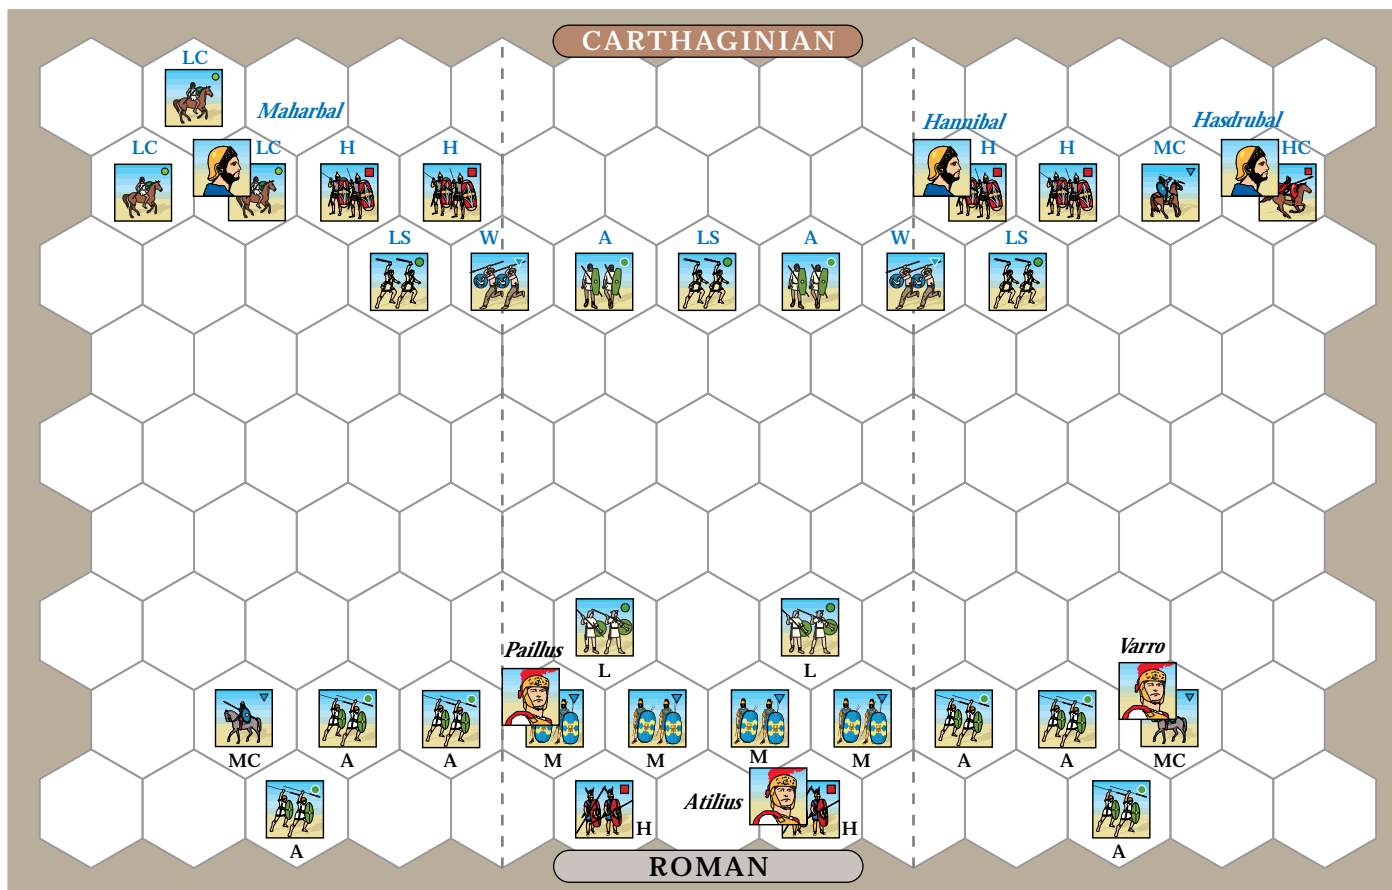 CARTHAGINIAN
LC
Maharbal
Hannibal
Hasdrubal
LC LC H H H H MC HC
LS W A LS A W LS
Paillus
L
L
Varro
MC A A M M M M A A MC
Atilius
A
H
H
A
ROMAN